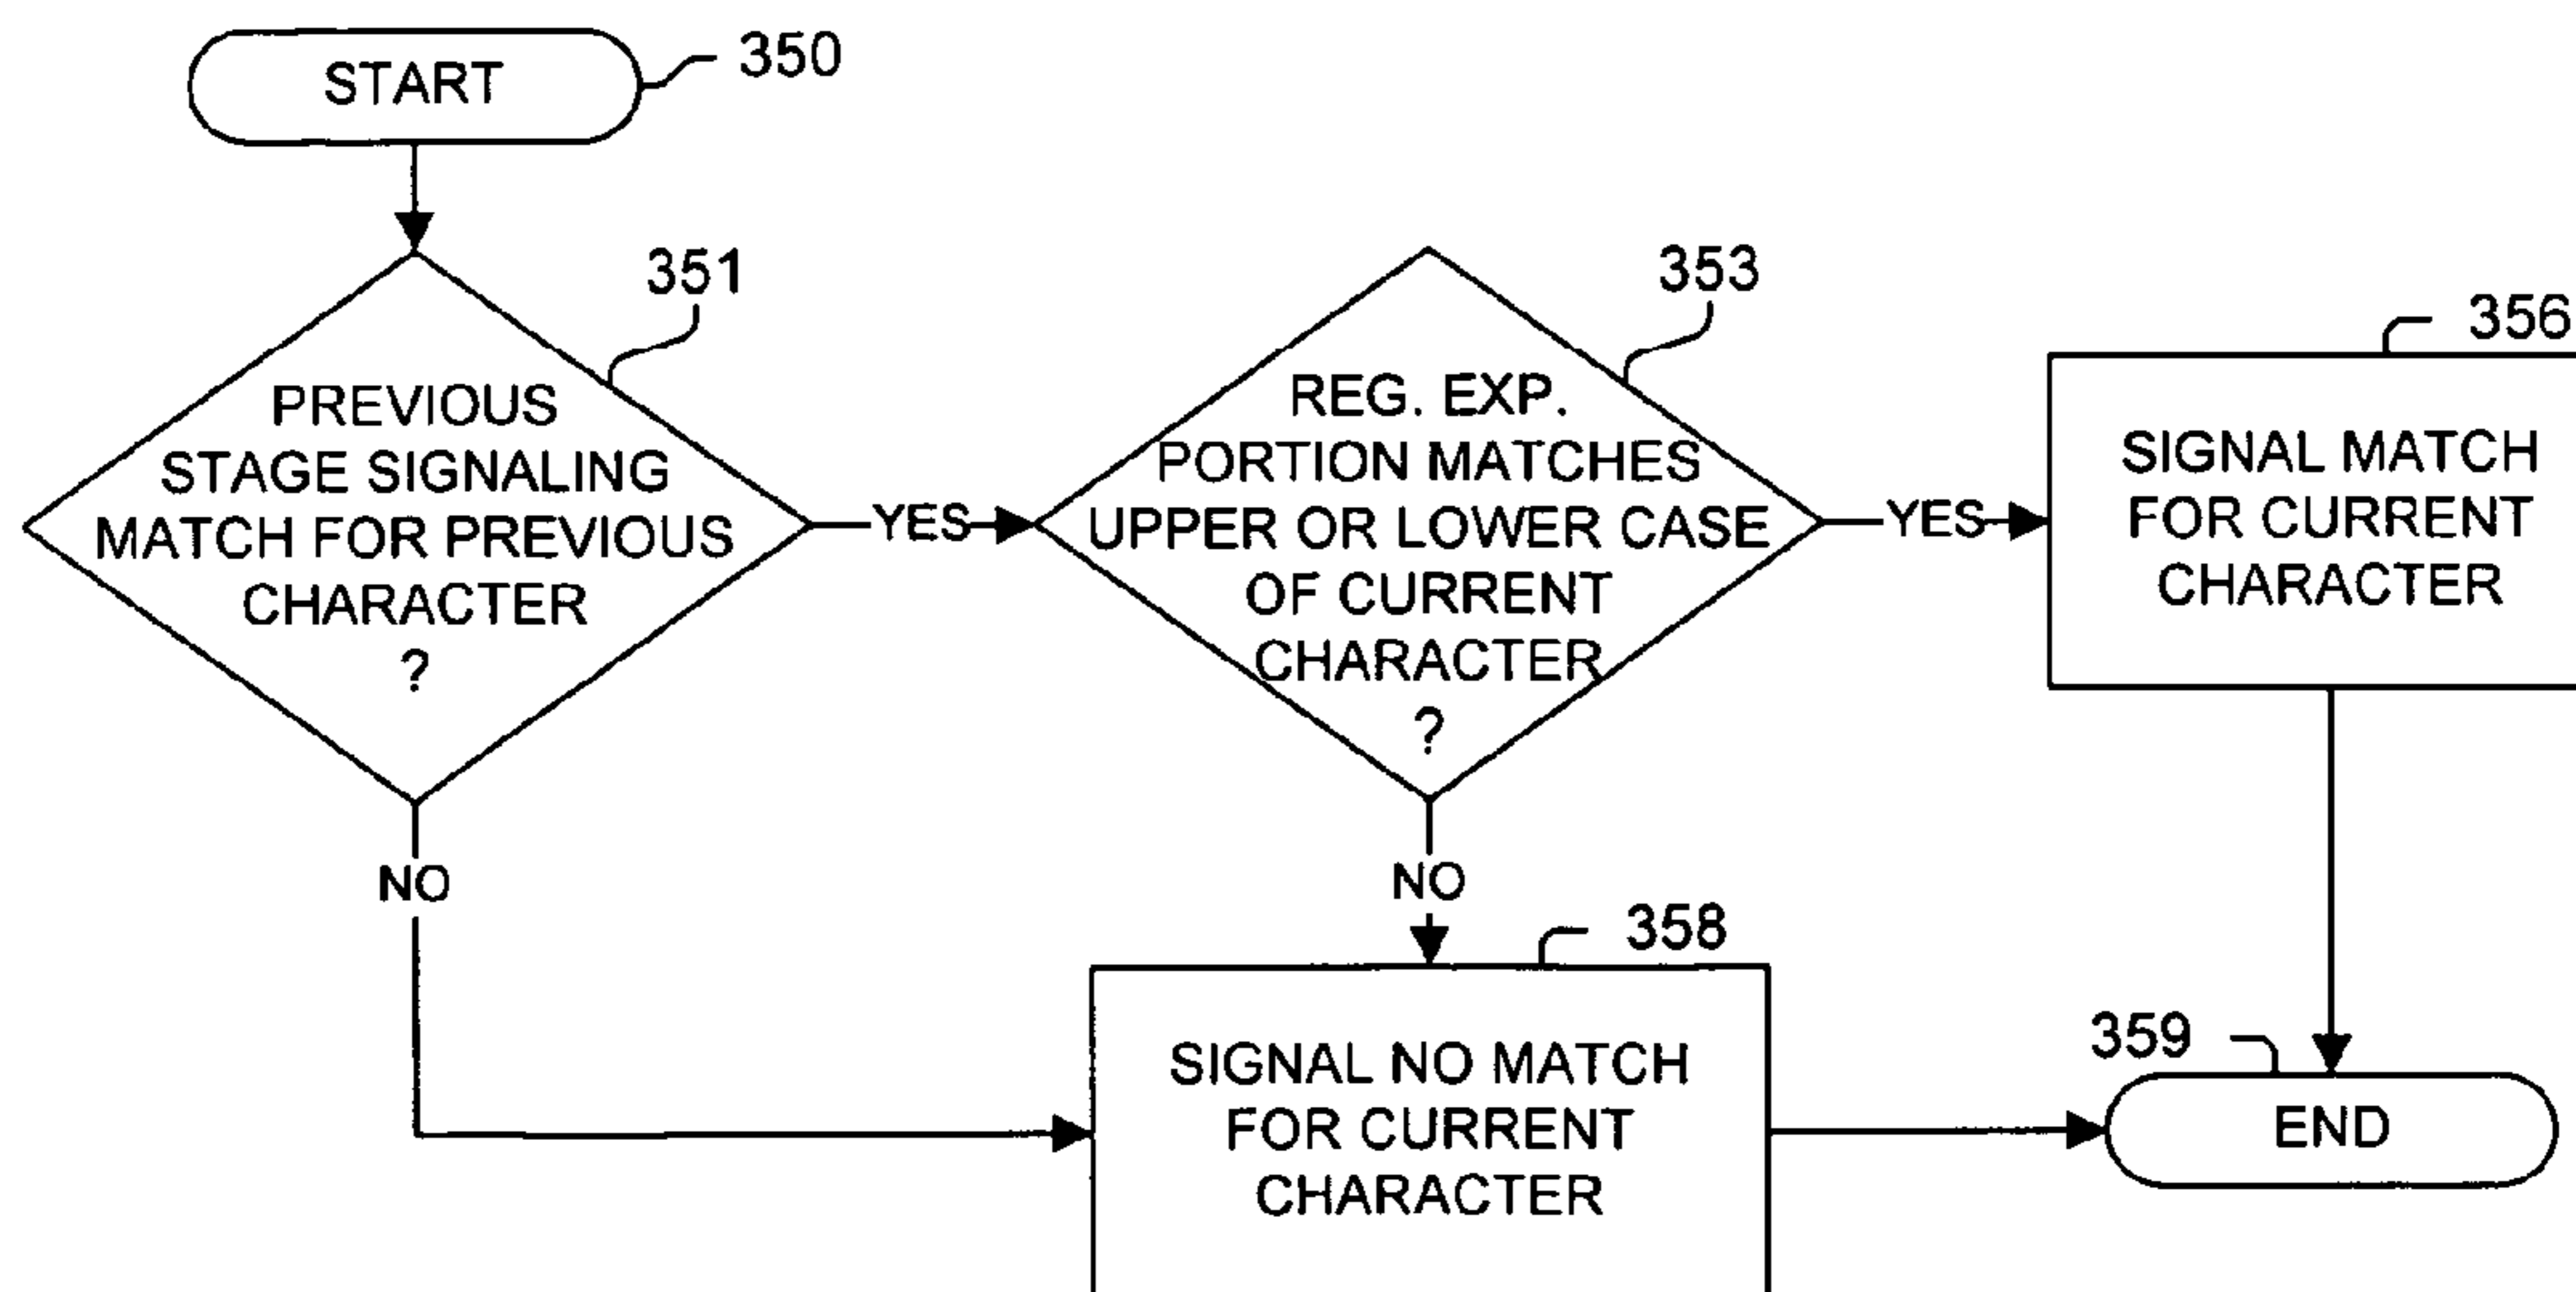 START
350
351
PREVIOUS
STAGE SIGNALING
MATCH FOR PREVIOUS
CHARACTER
?
YES
353
REG. EXP.
PORTION MATCHES
UPPER OR LOWER CASE
OF CURRENT
CHARACTER
?
YES
356
SIGNAL MATCH
FOR CURRENT
CHARACTER
NO
NO
358
SIGNAL NO MATCH
FOR CURRENT
CHARACTER
359
END